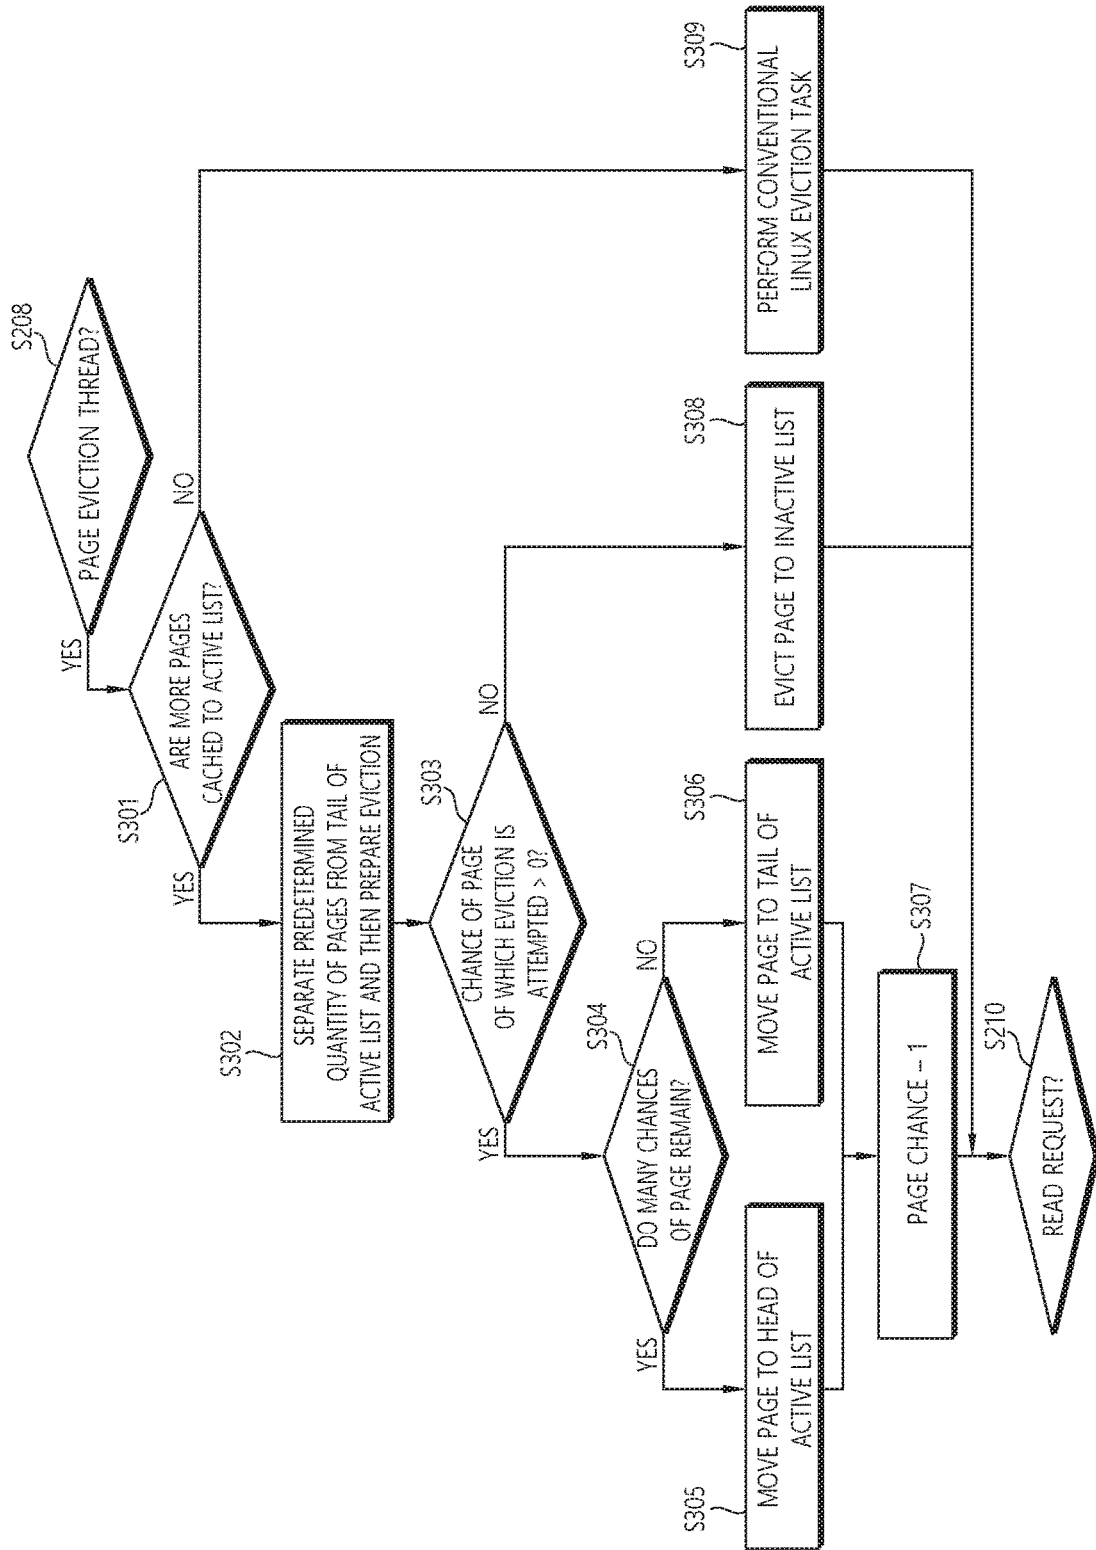 S208
PAGE EVICTION THREAD?
YES
S301
ARE MORE PAGES
CACHED TO ACTIVE LIST?
YES
NO
S302
SEPARATE PREDETERMINED
QUANTITY OF PAGES FROM TAIL OF
ACTIVE LIST AND THEN PREPARE EVICTION
S303
CHANCE OF PAGE
OF WHICH EVICTION IS
ATTEMPTED > 0?
YES
NO
S304
DO MANY CHANCES
OF PAGE REMAIN?
YES
NO
S305
MOVE PAGE TO HEAD OF
ACTIVE LIST
S306
MOVE PAGE TO TAIL OF
ACTIVE LIST
S308
EVICT PAGE TO INACTIVE LIST
S309
PERFORM CONVENTIONAL
LINUX EVICTION TASK
S307
PAGE CHANCE – 1
S210
READ REQUEST?